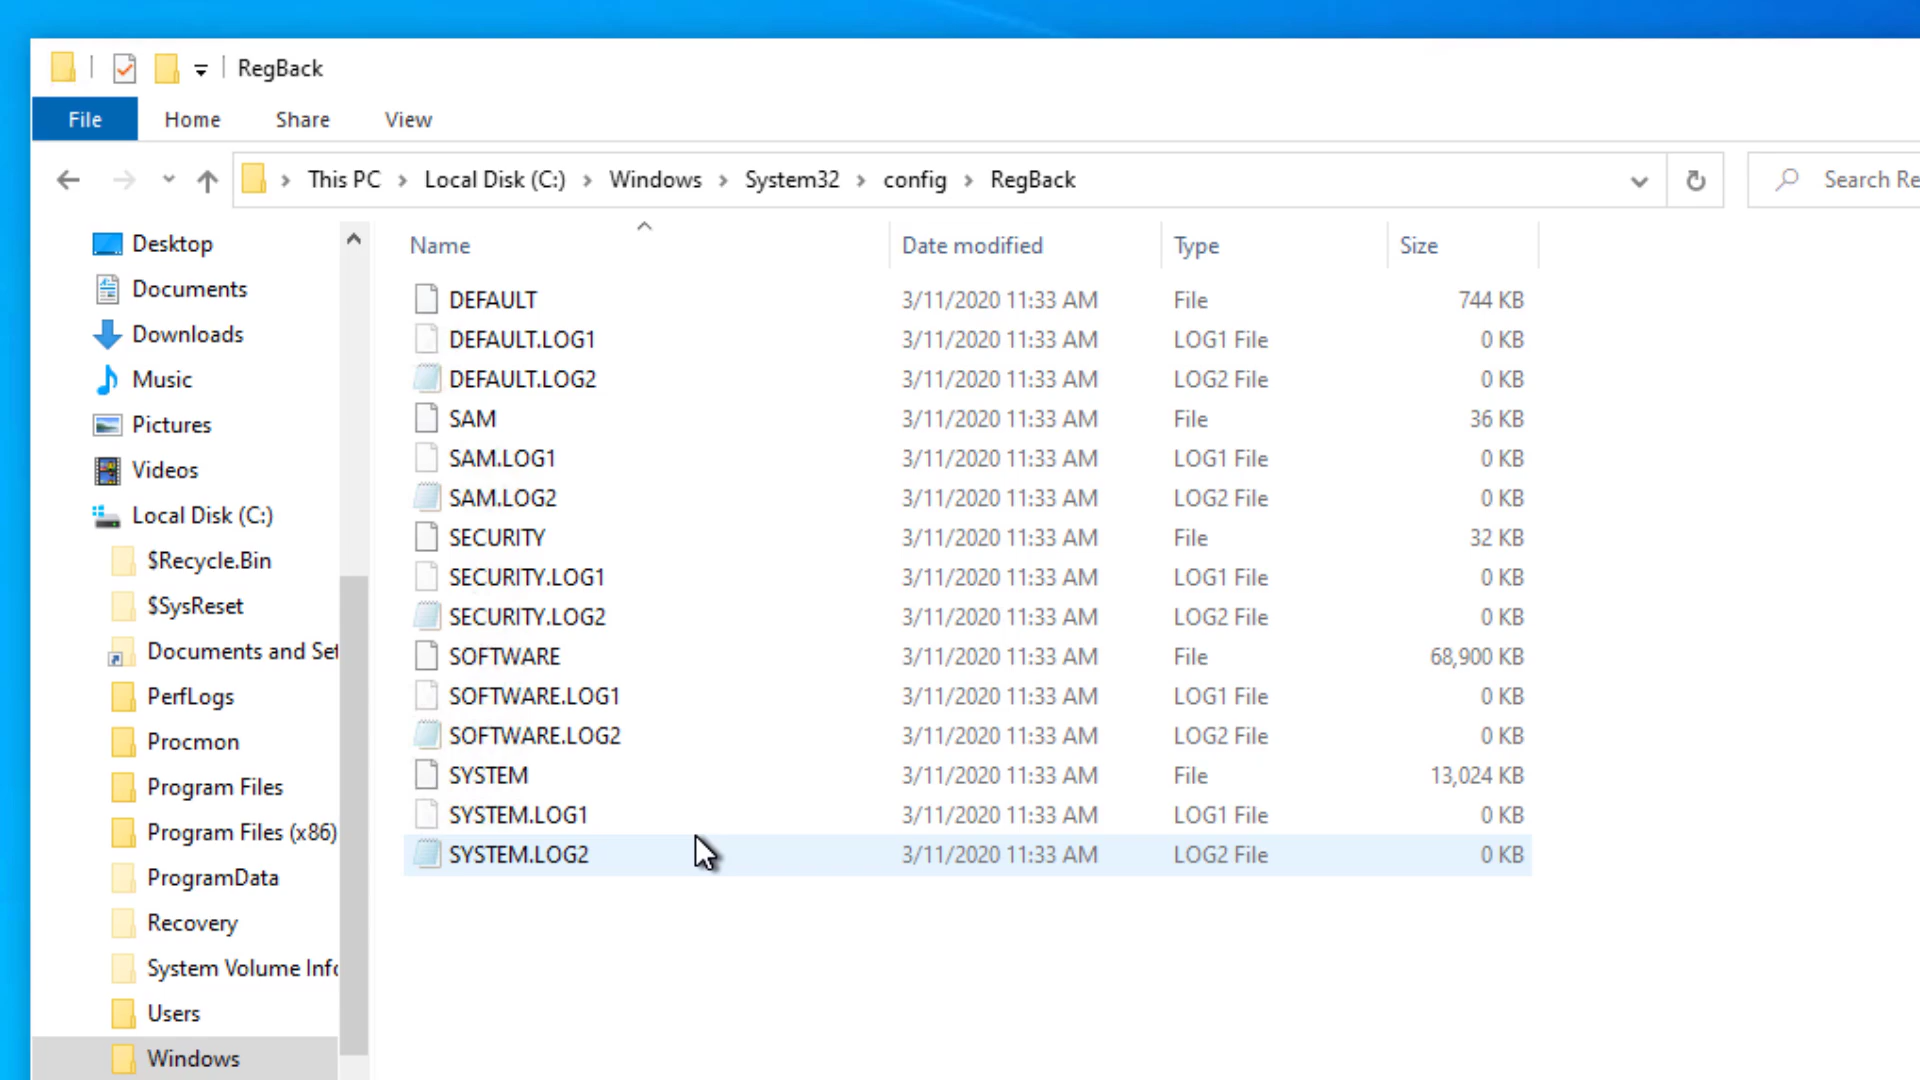 RegBack
File Home Share View
This PC Local Disk (C:) Windows System32 config RegBack
Search Re
Desktop
Documents
Downloads
Music
Pictures
Videos
Local Disk (C:)
$Recycle.Bin
$SysReset
Documents and Set
PerfLogs
Procmon
Program Files
Program Files (x86)
ProgramData
Recovery
System Volume Info
Users
Windows
Name Date modified Type Size
DEFAULT 3/11/2020 11:33 AM File 744 KB
DEFAULT.LOG1 3/11/2020 11:33 AM LOG1 File 0 KB
DEFAULT.LOG2 3/11/2020 11:33 AM LOG2 File 0 KB
SAM 3/11/2020 11:33 AM File 36 KB
SAM.LOG1 3/11/2020 11:33 AM LOG1 File 0 KB
SAM.LOG2 3/11/2020 11:33 AM LOG2 File 0 KB
SECURITY 3/11/2020 11:33 AM File 32 KB
SECURITY.LOG1 3/11/2020 11:33 AM LOG1 File 0 KB
SECURITY.LOG2 3/11/2020 11:33 AM LOG2 File 0 KB
SOFTWARE 3/11/2020 11:33 AM File 68,900 KB
SOFTWARE.LOG1 3/11/2020 11:33 AM LOG1 File 0 KB
SOFTWARE.LOG2 3/11/2020 11:33 AM LOG2 File 0 KB
SYSTEM 3/11/2020 11:33 AM File 13,024 KB
SYSTEM.LOG1 3/11/2020 11:33 AM LOG1 File 0 KB
SYSTEM.LOG2 3/11/2020 11:33 AM LOG2 File 0 KB